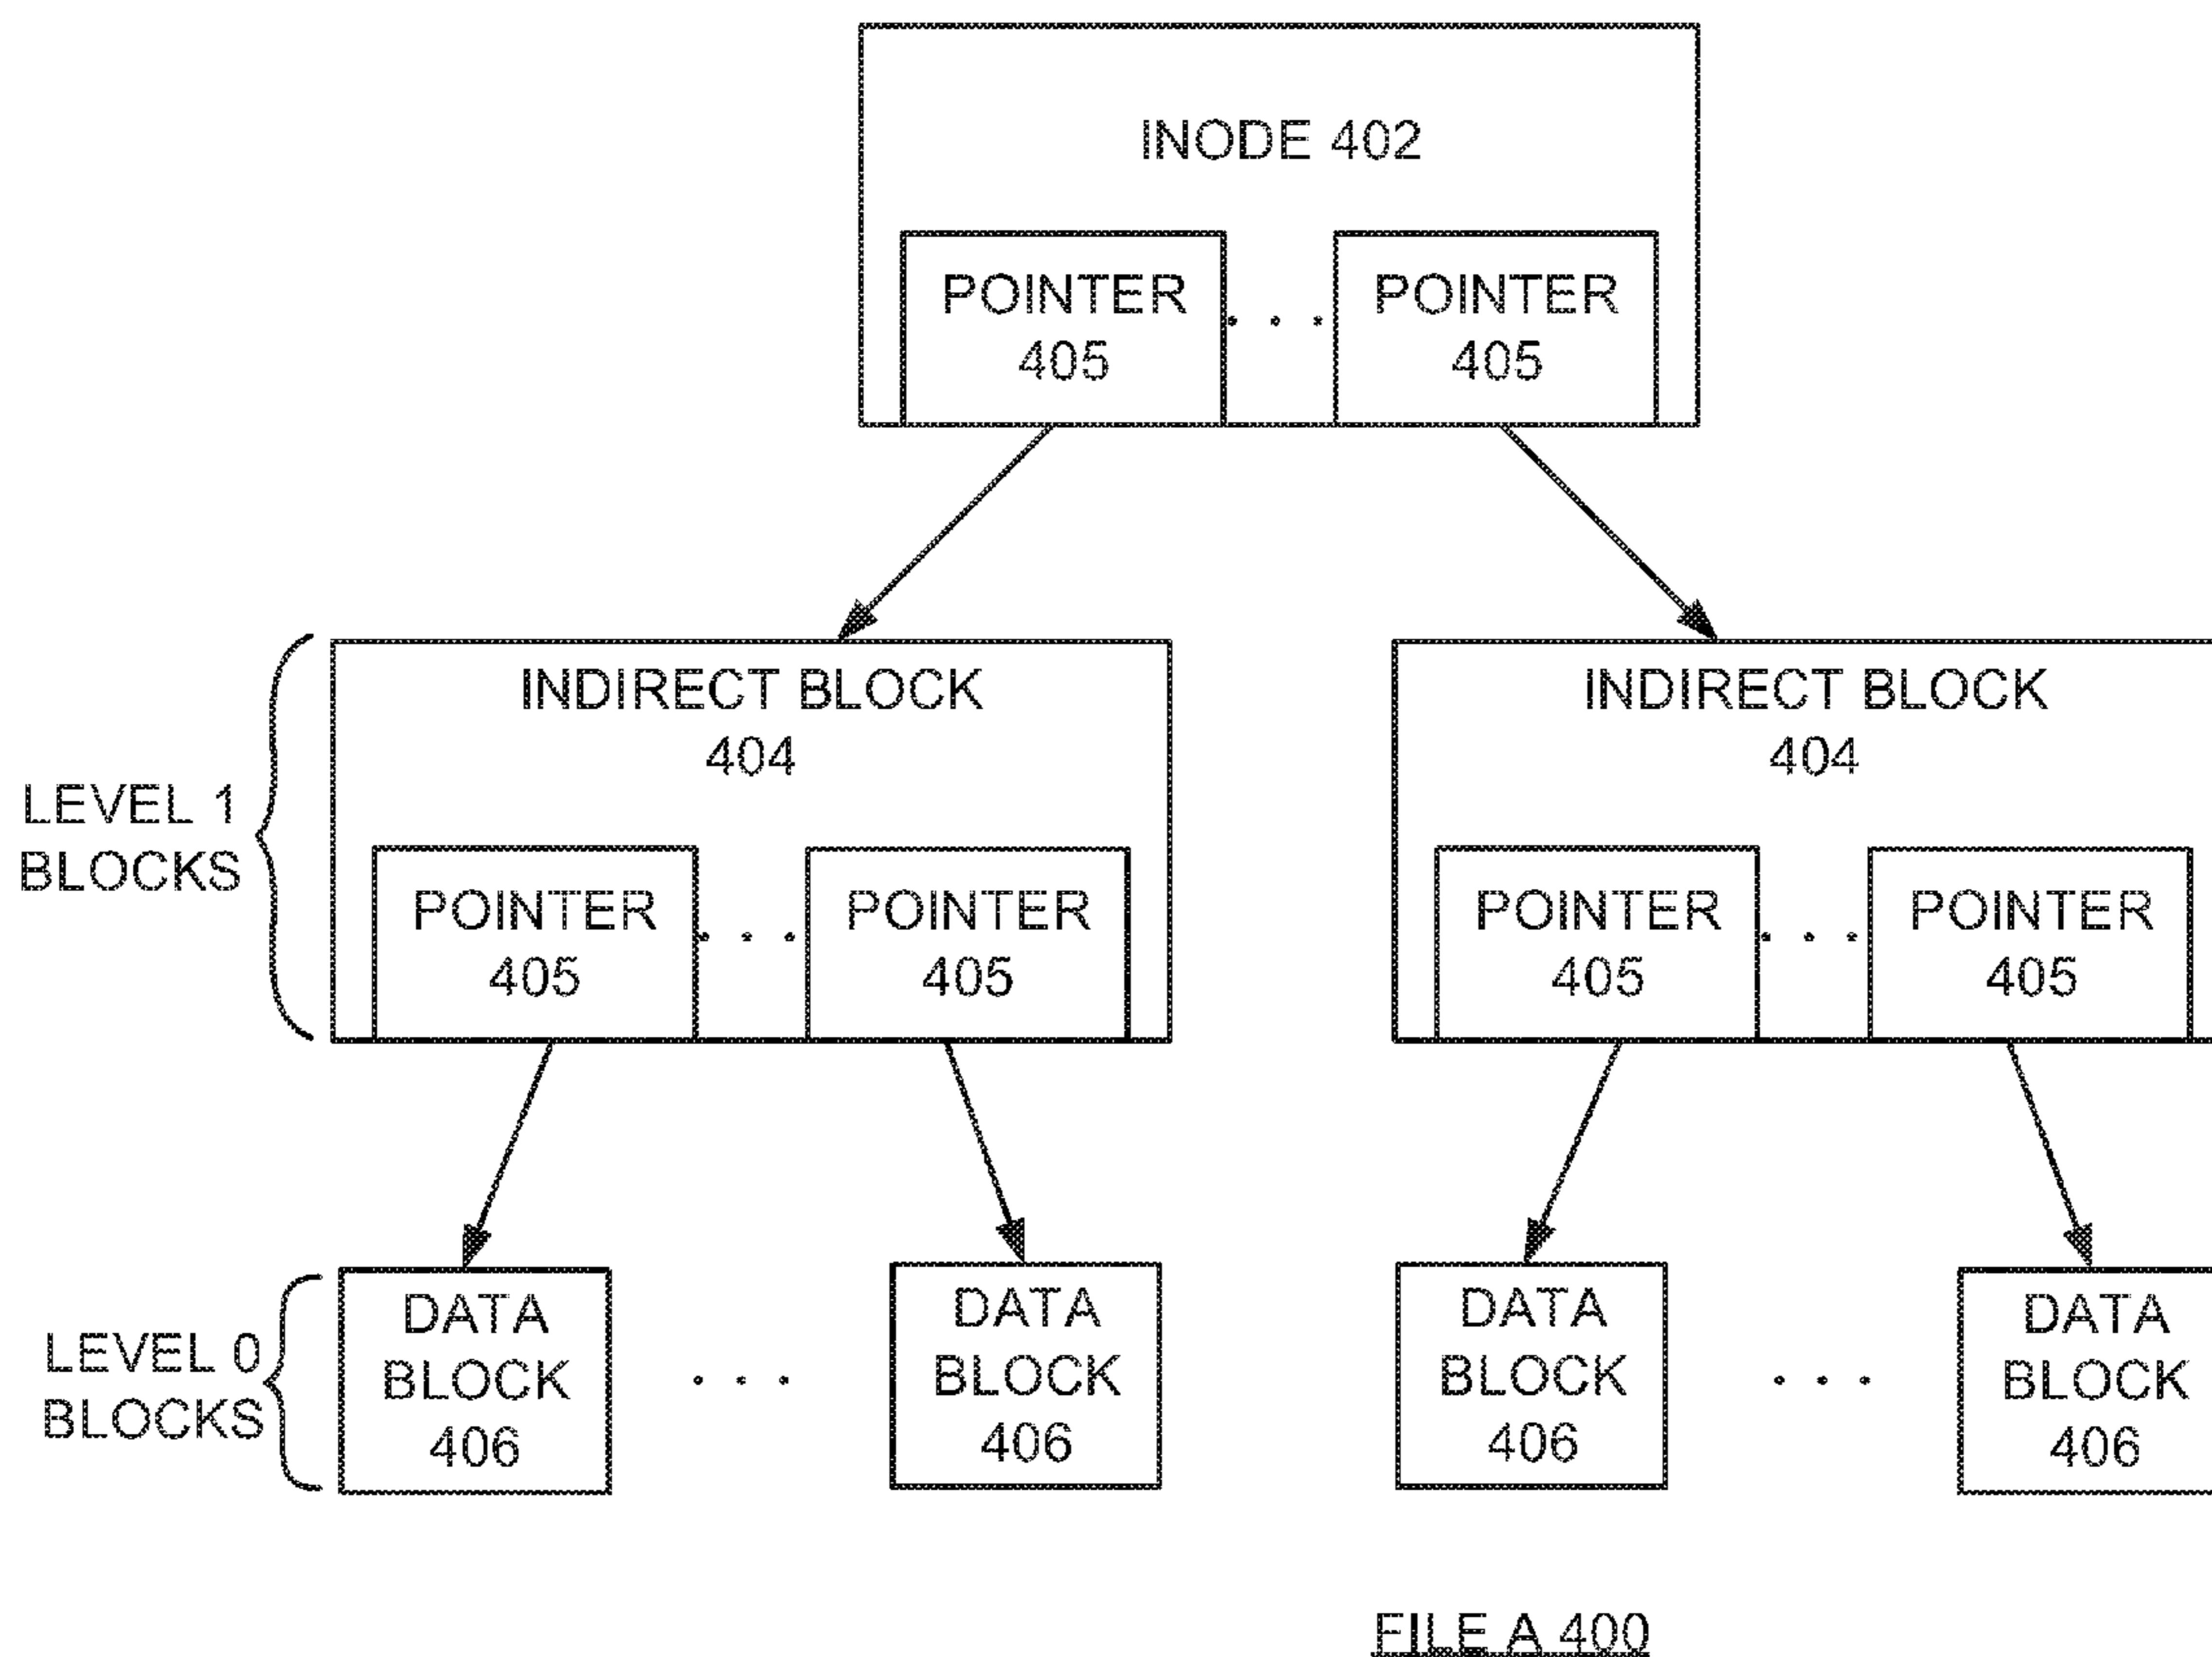 INODE 402
POINTER
405
. . .
POINTER
405
LEVEL 1
BLOCKS
INDIRECT BLOCK
404
POINTER
405
. . .
POINTER
405
INDIRECT BLOCK
404
POINTER
405
. . .
POINTER
405
LEVEL 0
BLOCKS
DATA
BLOCK
406
. . .
DATA
BLOCK
406
DATA
BLOCK
406
. . .
DATA
BLOCK
406
FILE A 400